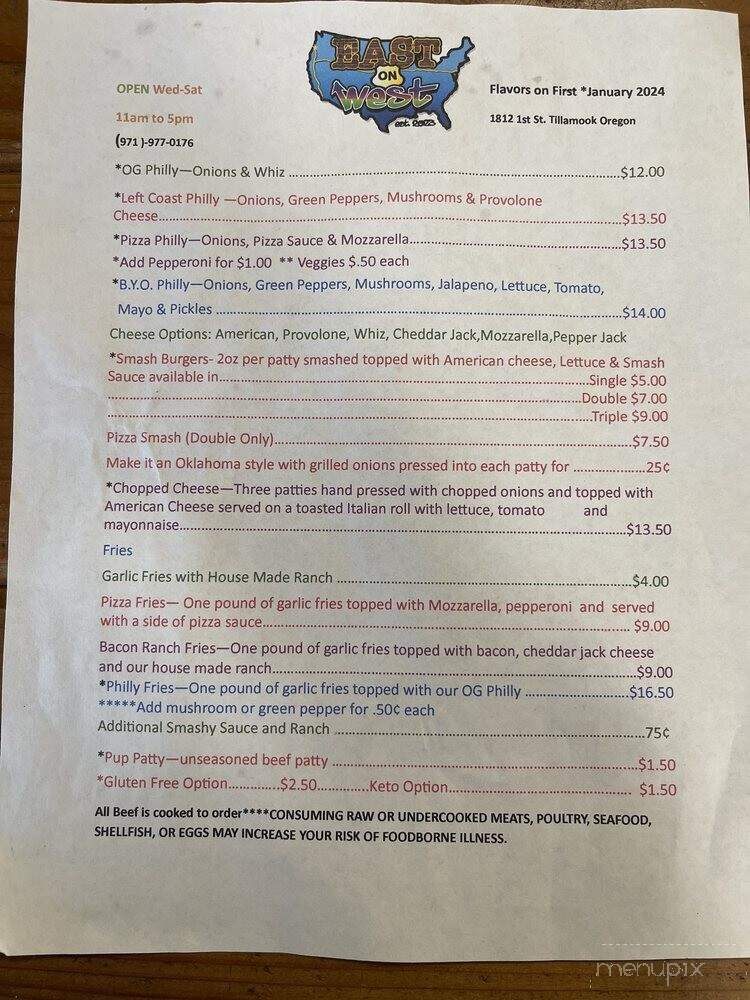 EAST
ON
West
est. 2023
OPEN Wed-Sat
Flavors on First *January 2024
11am to 5pm
1812 1st St. Tillamook Oregon
(971 )-977-0176
*OG Philly—Onions & Whiz ...............$12.00
*Left Coast Philly —Onions, Green Peppers, Mushrooms & Provolone
Cheese...............$13.50
*Pizza Philly—Onions, Pizza Sauce & Mozzarella...............$13.50
*Add Pepperoni for $1.00 ** Veggies $.50 each
*B.Y.O. Philly—Onions, Green Peppers, Mushrooms, Jalapeno, Lettuce, Tomato,
Mayo & Pickles ...............$14.00
Cheese Options: American, Provolone, Whiz, Cheddar Jack,Mozzarella,Pepper Jack
*Smash Burgers- 2oz per patty smashed topped with American cheese, Lettuce & Smash
Sauce available in...............Single $5.00
...............Double $7.00
...............Triple $9.00
Pizza Smash (Double Only)...............$7.50
Make it an Oklahoma style with grilled onions pressed into each patty for ...............25¢
*Chopped Cheese—Three patties hand pressed with chopped onions and topped with
American Cheese served on a toasted Italian roll with lettuce, tomato and
mayonnaise...............$13.50
Fries
Garlic Fries with House Made Ranch ...............$4.00
Pizza Fries— One pound of garlic fries topped with Mozzarella, pepperoni and served
with a side of pizza sauce............... $9.00
Bacon Ranch Fries—One pound of garlic fries topped with bacon, cheddar jack cheese
and our house made ranch...............$9.00
*Philly Fries—One pound of garlic fries topped with our OG Philly ...............$16.50
*****Add mushroom or green pepper for .50¢ each
Additional Smashy Sauce and Ranch ...............75¢
*Pup Patty—unseasoned beef patty ...............$1.50
*Gluten Free Option.............$2.50.............Keto Option............... $1.50
All Beef is cooked to order****CONSUMING RAW OR UNDERCOOKED MEATS, POULTRY, SEAFOOD,
SHELLFISH, OR EGGS MAY INCREASE YOUR RISK OF FOODBORNE ILLNESS.
menupix